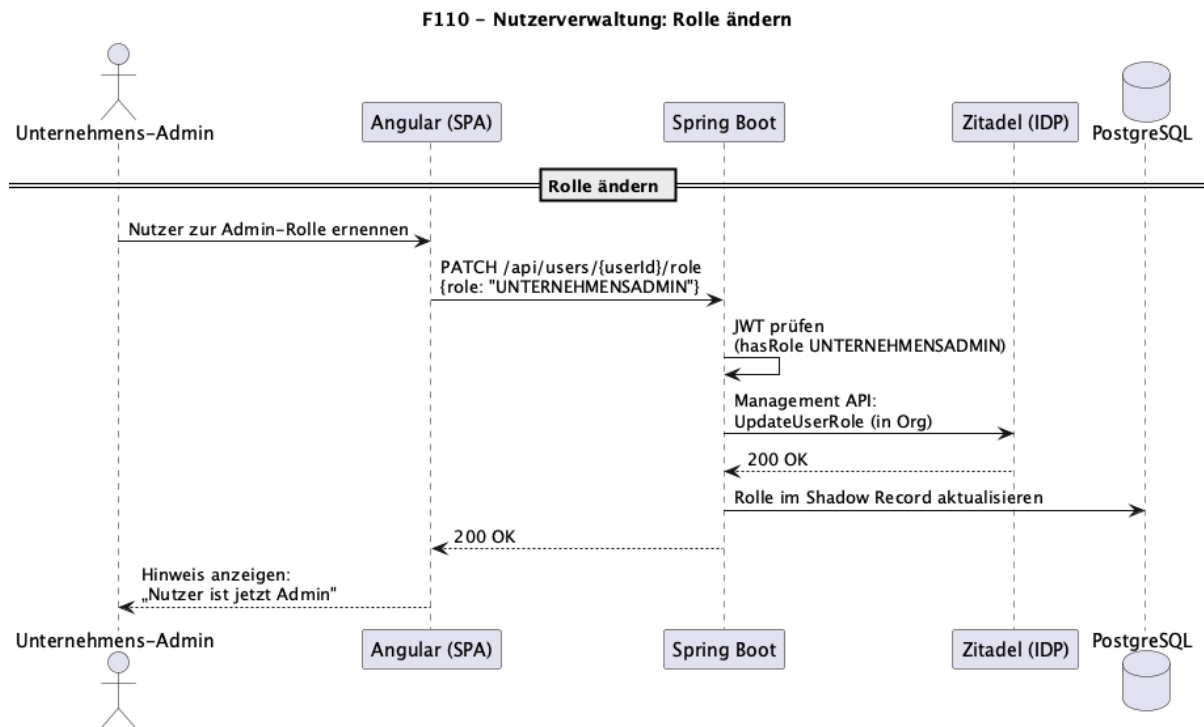 F110 – Nutzerverwaltung: Rolle ändern
Unternehmens-Admin
Angular (SPA)
Spring Boot
Zitadel (IDP)
PostgreSQL
Rolle ändern
Nutzer zur Admin-Rolle ernennen
PATCH /api/users/{userId}/role
{role: "UNTERNEHMENSADMIN"}
JWT prüfen
(hasRole UNTERNEHMENSADMIN)
Management API:
UpdateUserRole (in Org)
200 OK
Rolle im Shadow Record aktualisieren
200 OK
Hinweis anzeigen:
„Nutzer ist jetzt Admin"
Unternehmens-Admin
Angular (SPA)
Spring Boot
Zitadel (IDP)
PostgreSQL